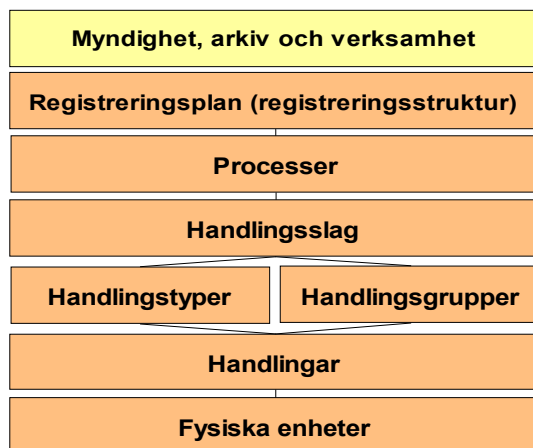 Myndighet, arkiv och verksamhet
Registreringsplan (registreringsstruktur)
Processer
Handlingsslag
Handlingstyper
Handlingsgrupper
Handlingar
Fysiska enheter